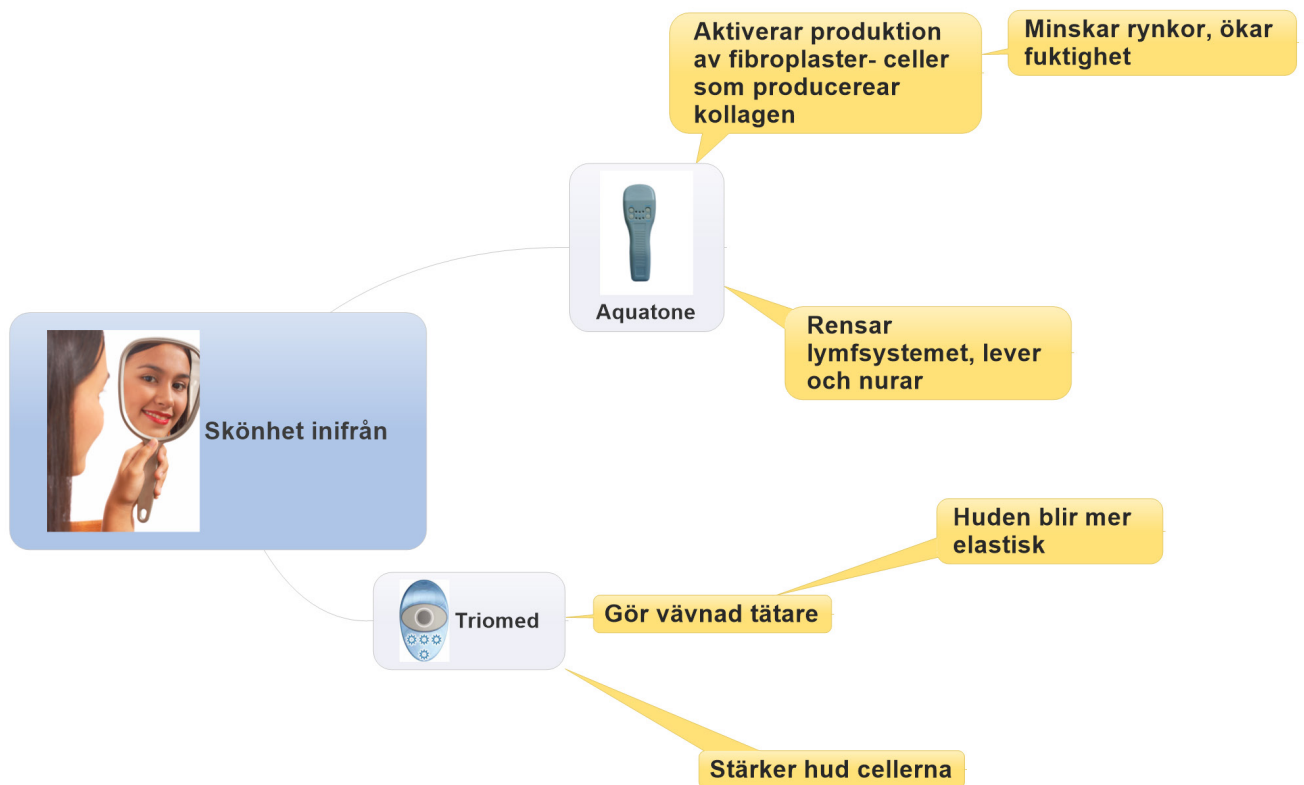 Aktiverar produktion
av fibroplaster- celler
som producerear
kollagen
Minskar rynkor, ökar
fuktighet
Aquatone
Rensar
lymfsystemet, lever
och nurar
Skönhet inifrån
Huden blir mer
elastisk
Triomed
Gör vävnad tätare
Stärker hud cellerna